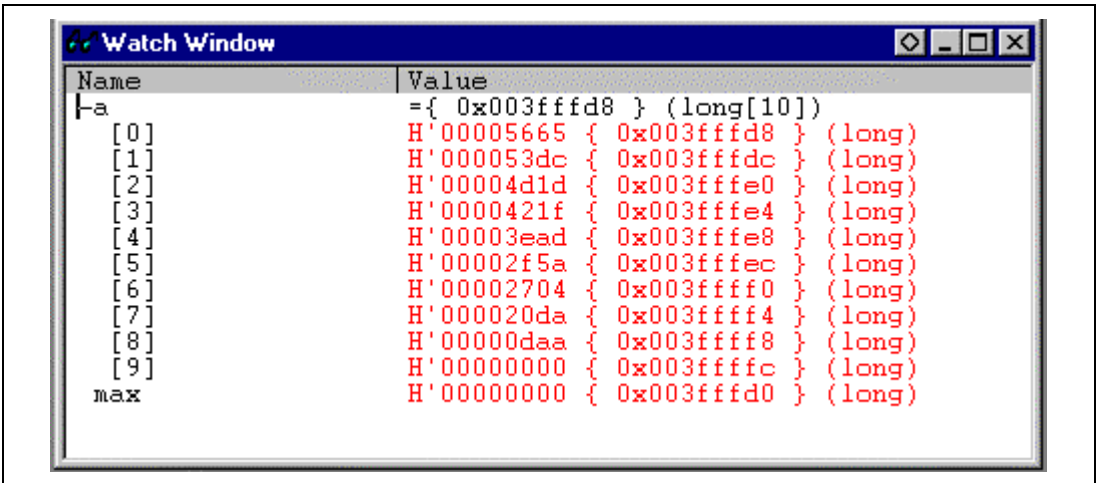 Watch Window
Name Value
-a ={ 0x003fffd8 } (long[10])
[0] H'00005665 { 0x003fffd8 } (long)
[1] H'000053dc { 0x003fffdc } (long)
[2] H'00004d1d { 0x003fffe0 } (long)
[3] H'0000421f { 0x003fffe4 } (long)
[4] H'00003ead { 0x003fffe8 } (long)
[5] H'00002f5a { 0x003fffec } (long)
[6] H'00002704 { 0x003ffff0 } (long)
[7] H'000020da { 0x003ffff4 } (long)
[8] H'00000daa { 0x003ffff8 } (long)
[9] H'00000000 { 0x003ffffc } (long)
max H'00000000 { 0x003fffd0 } (long)